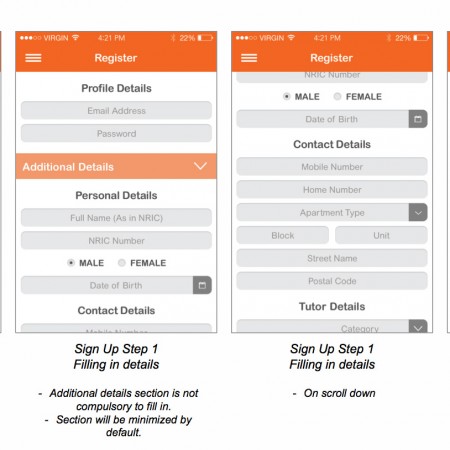 VIRGIN 4:21 PM 22%
Register
Profile Details
Email Address
Password
Additional Details
Personal Details
Full Name (As in NRIC)
NRIC Number
MALE FEMALE
Date of Birth
Contact Details
Mobile Number
Sign Up Step 1
Filling in details
- Additional details section is not
compulsory to fill in.
- Section will be minimized by
default.
VIRGIN 4:21 PM 22%
Register
NRIC Number
MALE FEMALE
Date of Birth
Contact Details
Mobile Number
Home Number
Apartment Type
Block Unit
Street Name
Postal Code
Tutor Details
Category
Sign Up Step 1
Filling in details
- On scroll down